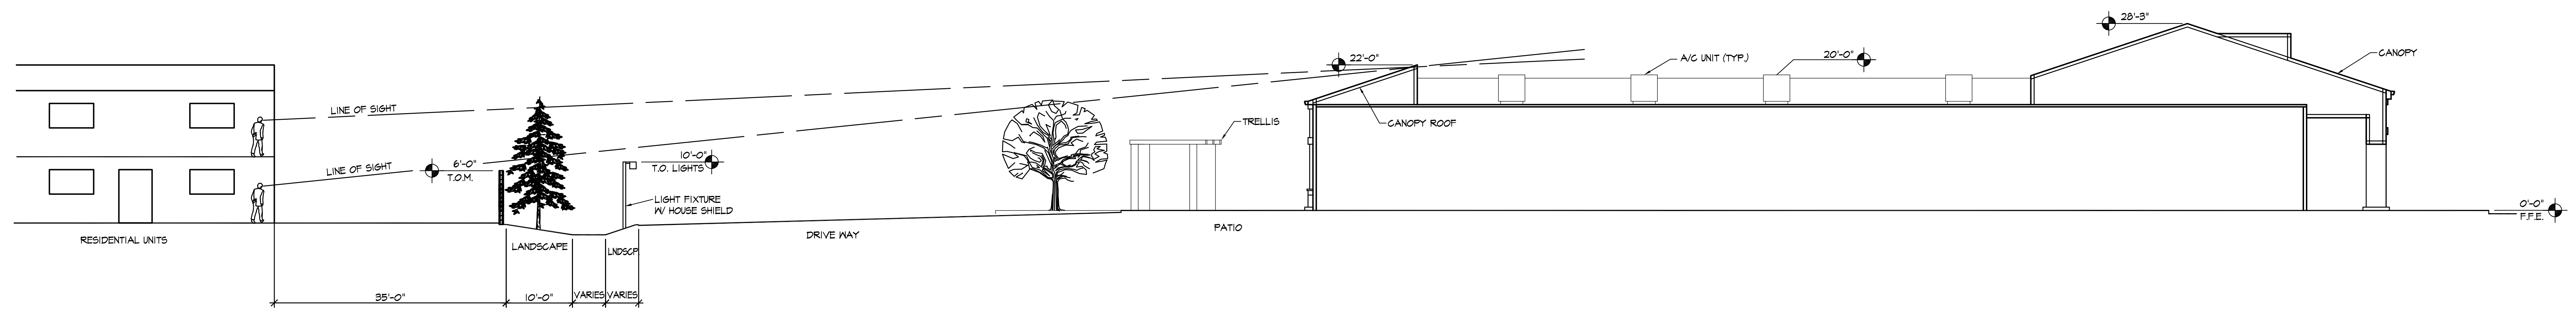 28'-3"
CANOPY
22'-0"
A/C UNIT (TYP.)
20'-0"
LINE OF SIGHT
TRELLIS
CANOPY ROOF
10'-0"
T.O. LIGHTS
6'-0"
T.O.M.
LINE OF SIGHT
LIGHT FIXTURE
W/ HOUSE SHIELD
0'-0"
F.F.E.
RESIDENTIAL UNITS
LANDSCAPE
LNDSCP.
DRIVE WAY
PATIO
35'-0"
10'-0"
VARIES
VARIES